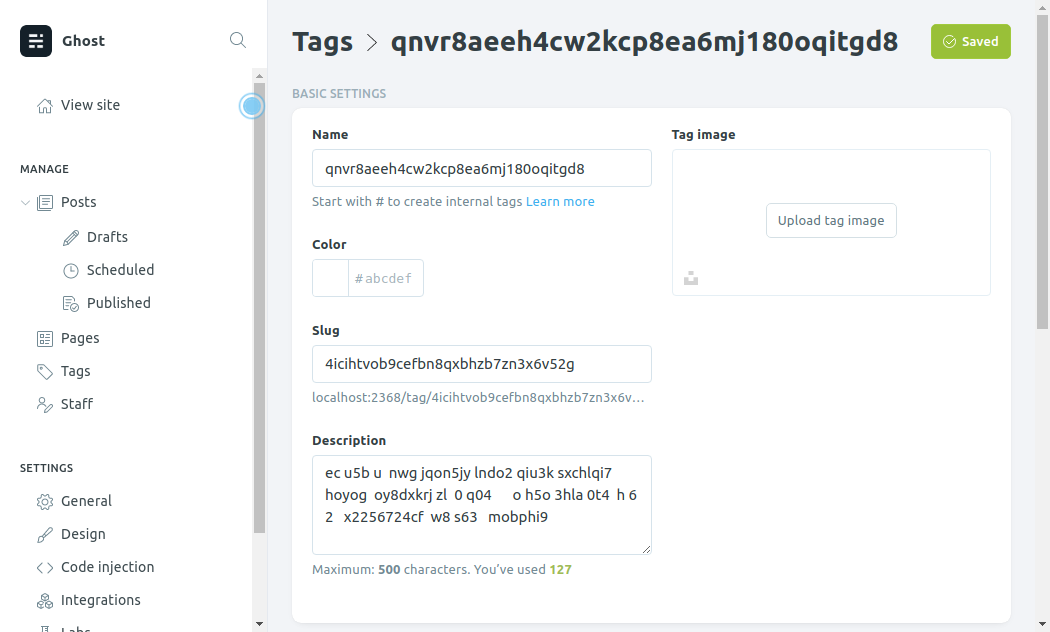 Ghost
View site
MANAGE
Posts
Drafts
Scheduled
Published
Pages
Tags
Staff
SETTINGS
General
Design
Code injection
Integrations
Labs
Tags > qnvr8aeeh4cw2kcp8ea6mj180oqitgd8
Saved
BASIC SETTINGS
Name
qnvr8aeeh4cw2kcp8ea6mj180oqitgd8
Start with # to create internal tags Learn more
Color
#abcdef
Slug
4icihtvob9cefbn8qxbhzb7zn3x6v52g
localhost:2368/tag/4icihtvob9cefbn8qxbhzb7zn3x6v...
Description
ec u5b u  nwg jqon5jy lndo2 qiu3k sxchlqi7
hoyog  oy8dxkrj zl  0 q04      o h5o 3hla 0t4  h 6
2   x2256724cf  w8 s63   mobphi9
Maximum: 500 characters. You've used 127
Tag image
Upload tag image